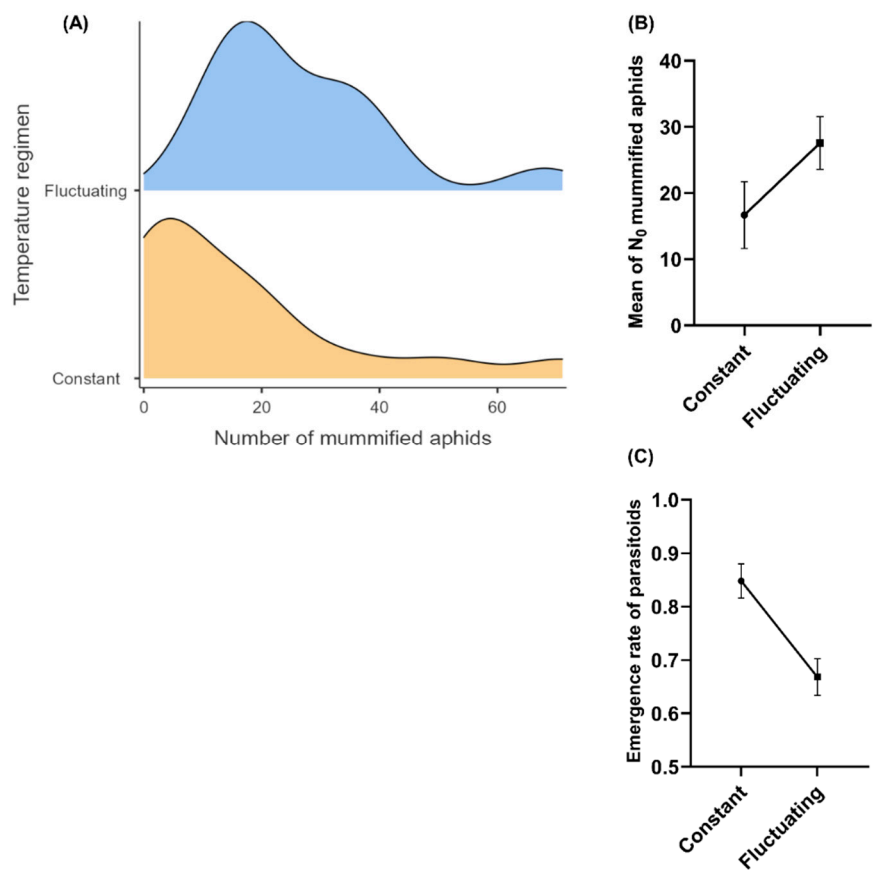 (A)
Temperature regimen
Fluctuating
Constant
0 20 40 60
Number of mummified aphids
(B)
Mean of N₀ mummified aphids
40
30
20
10
0
Constant
Fluctuating
(C)
Emergence rate of parasitoids
1.0
0.9
0.8
0.7
0.6
0.5
Constant
Fluctuating